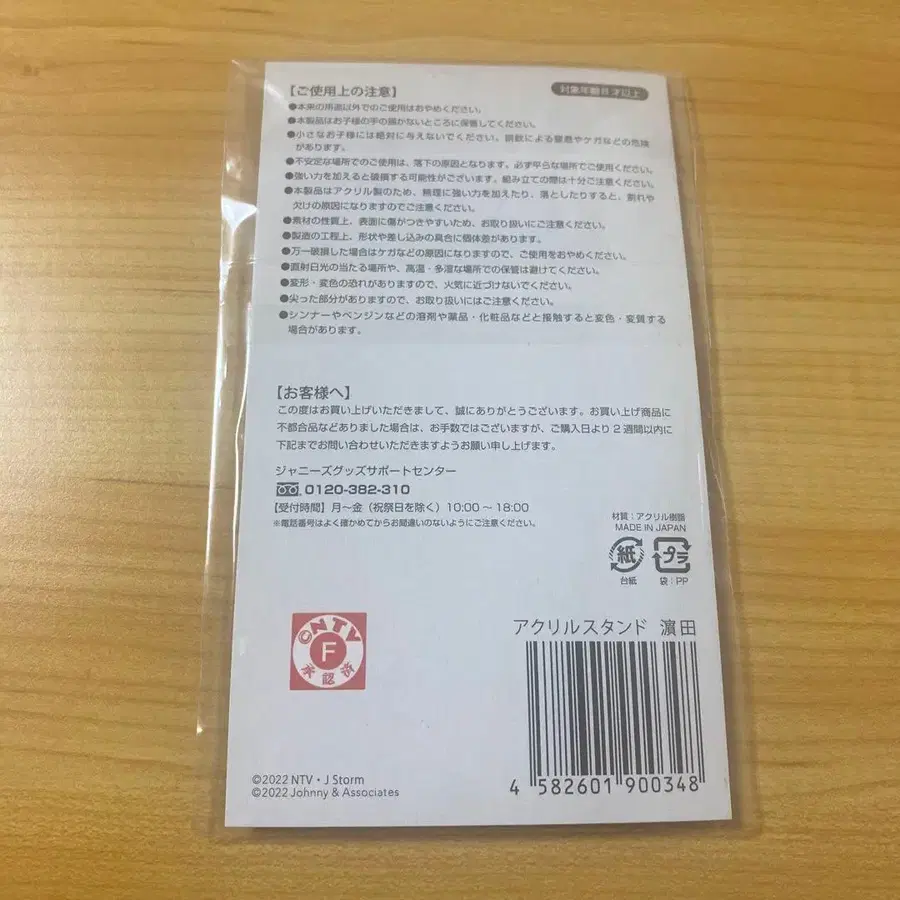 【ご使用上の注意】
対象年齢8才以上
●本来の用途以外でのご使用はおやめください。
●本製品はお子様の手の届かないところに保管してください。
●小さなお子様には絶対に与えないでください。誤飲による窒息やケガなどの危険
があります。
●不安定な場所でのご使用は、落下の原因となります。必ず平らな場所でご使用ください。
●強い力を加えると破損する可能性がございます。組み立ての際は十分ご注意ください。
●本製品はアクリル製のため、無理に強い力を加えたり、落としたりすると、割れや
欠けの原因になりますのでご注意ください。
●素材の性質上、表面に傷がつきやすいため、お取り扱いにご注意ください。
●製造の工程上、形状や差し込みの具合に個体差があります。
●万一破損した場合はケガなどの原因になりますので、ご使用をおやめください。
●直射日光の当たる場所や、高温・多湿な場所での保管は避けてください。
●変形・変色の恐れがありますので、火気に近づけないでください。
●尖った部分がありますので、お取り扱いにはご注意ください。
●シンナーやベンジンなどの溶剤や薬品・化粧品などと接触すると変色・変質する
場合があります。
【お客様へ】
この度はお買い上げいただきまして、誠にありがとうございます。お買い上げ商品に
不都合品などありました場合は、お手数ではございますが、ご購入日より2週間以内に
下記までお問い合わせいただきますようお願い申し上げます。
ジャニーズグッズサポートセンター
0120-382-310
【受付時間】月〜金（祝祭日を除く）10:00〜18:00
※電話番号はよく確かめてからお間違いのないようにご注意ください。
材質：アクリル樹脂
MADE IN JAPAN
紙 プラ
台紙 袋：PP
©NTV
F
承認済
アクリルスタンド 濵田
4 582601 900348
©2022 NTV・J Storm
©2022 Johnny & Associates